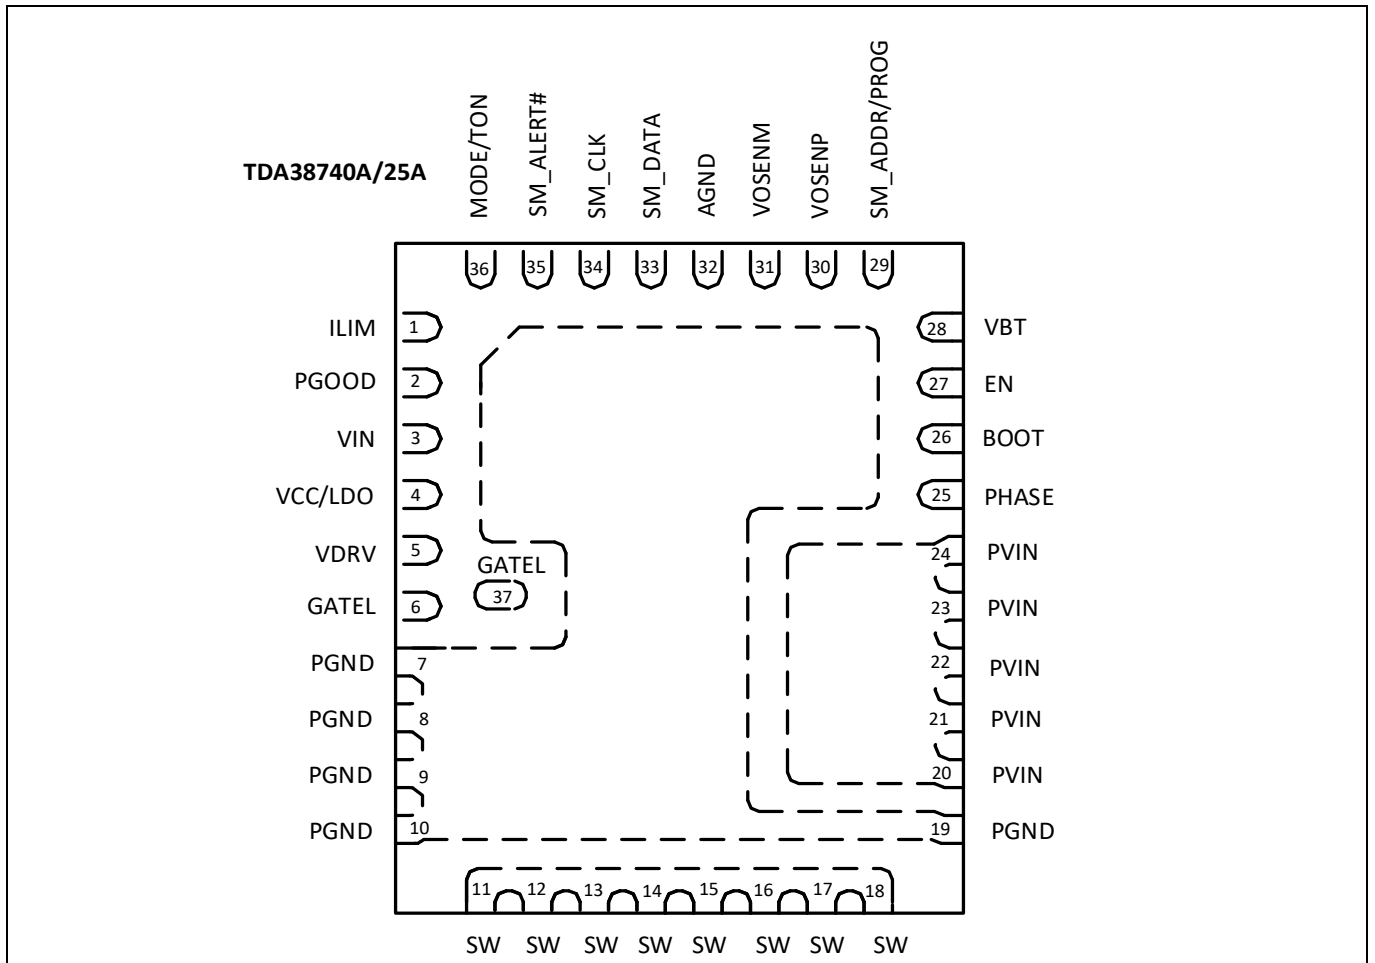 TDA38740A/25A
MODE/TON
SM_ALERT#
SM_CLK
SM_DATA
AGND
VOSENM
VOSENP
SM_ADDR/PROG
36 35 34 33 32 31 30 29
ILIM 1
28 VBT
PGOOD 2
27 EN
VIN 3
26 BOOT
VCC/LDO 4
25 PHASE
VDRV 5
24 PVIN
GATEL
37
GATEL 6
23 PVIN
PGND 7
22 PVIN
PGND 8
21 PVIN
PGND 9
20 PVIN
PGND 10
19 PGND
11 12 13 14 15 16 17 18
SW SW SW SW SW SW SW SW